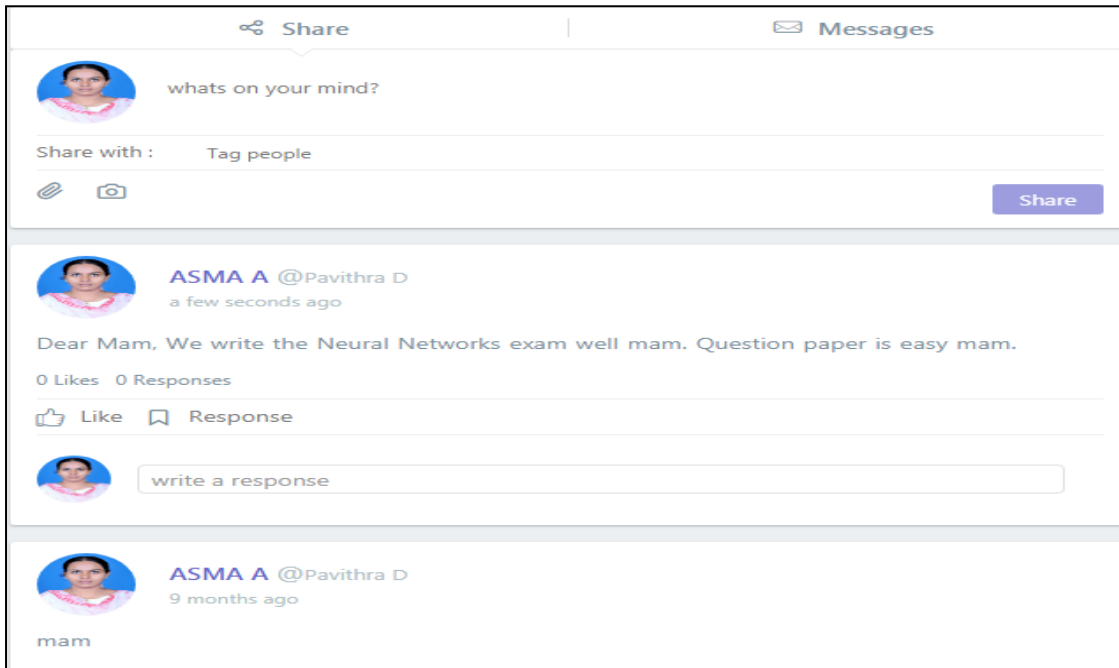 Share
Messages
whats on your mind?
Share with :
Tag people
Share
ASMA A @Pavithra D
a few seconds ago
Dear Mam, We write the Neural Networks exam well mam. Question paper is easy mam.
0 Likes 0 Responses
Like Response
write a response
ASMA A @Pavithra D
9 months ago
mam